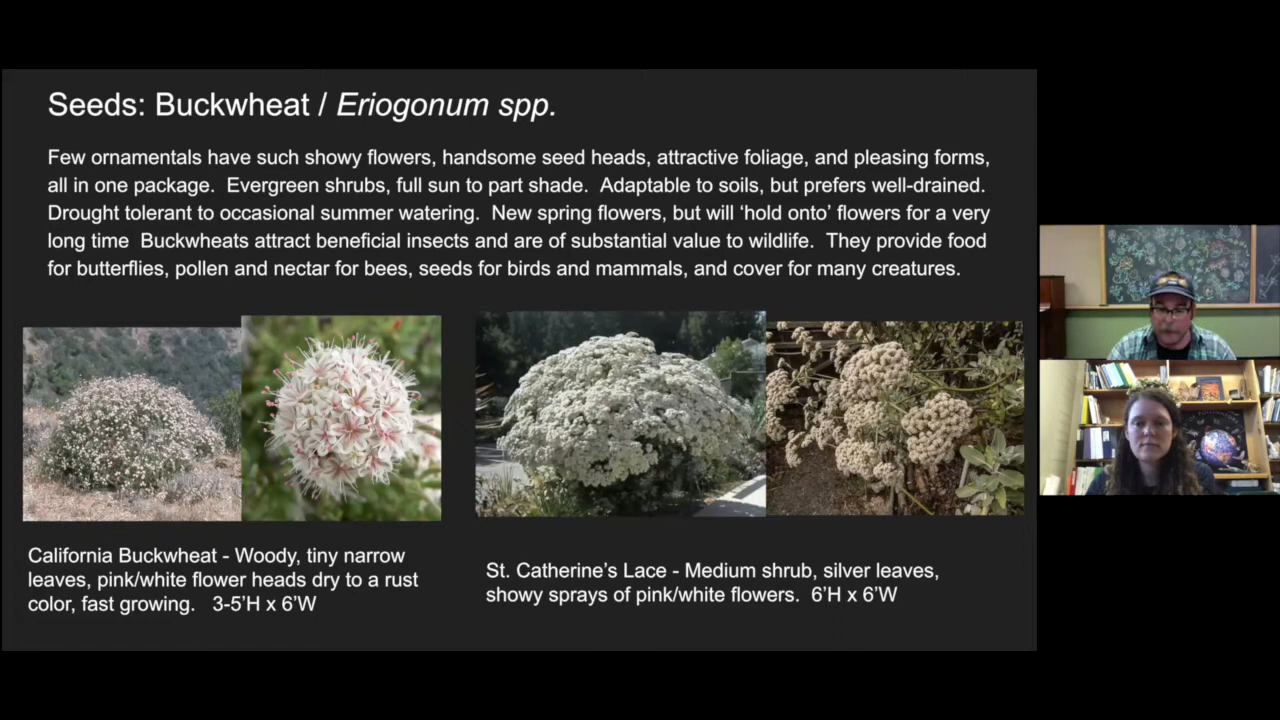 Seeds: Buckwheat / Eriogonum spp.
Few ornamentals have such showy flowers, handsome seed heads, attractive foliage, and pleasing forms,
all in one package.  Evergreen shrubs, full sun to part shade.  Adaptable to soils, but prefers well-drained.
Drought tolerant to occasional summer watering.  New spring flowers, but will ‘hold onto’ flowers for a very
long time  Buckwheats attract beneficial insects and are of substantial value to wildlife.  They provide food
for butterflies, pollen and nectar for bees, seeds for birds and mammals, and cover for many creatures.
California Buckwheat - Woody, tiny narrow
leaves, pink/white flower heads dry to a rust
color, fast growing.   3-5’H x 6’W
St. Catherine’s Lace - Medium shrub, silver leaves,
showy sprays of pink/white flowers.  6’H x 6’W